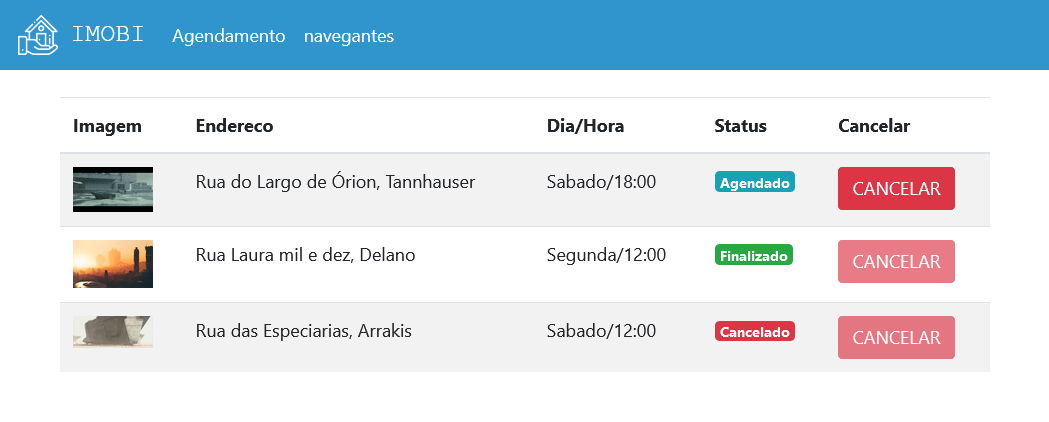 IMOBI Agendamento navegantes
Imagem Endereco Dia/Hora Status Cancelar
Rua do Largo de Órion, Tannhauser Sabado/18:00 Agendado CANCELAR
Rua Laura mil e dez, Delano Segunda/12:00 Finalizado CANCELAR
Rua das Especiarias, Arrakis Sabado/12:00 Cancelado CANCELAR